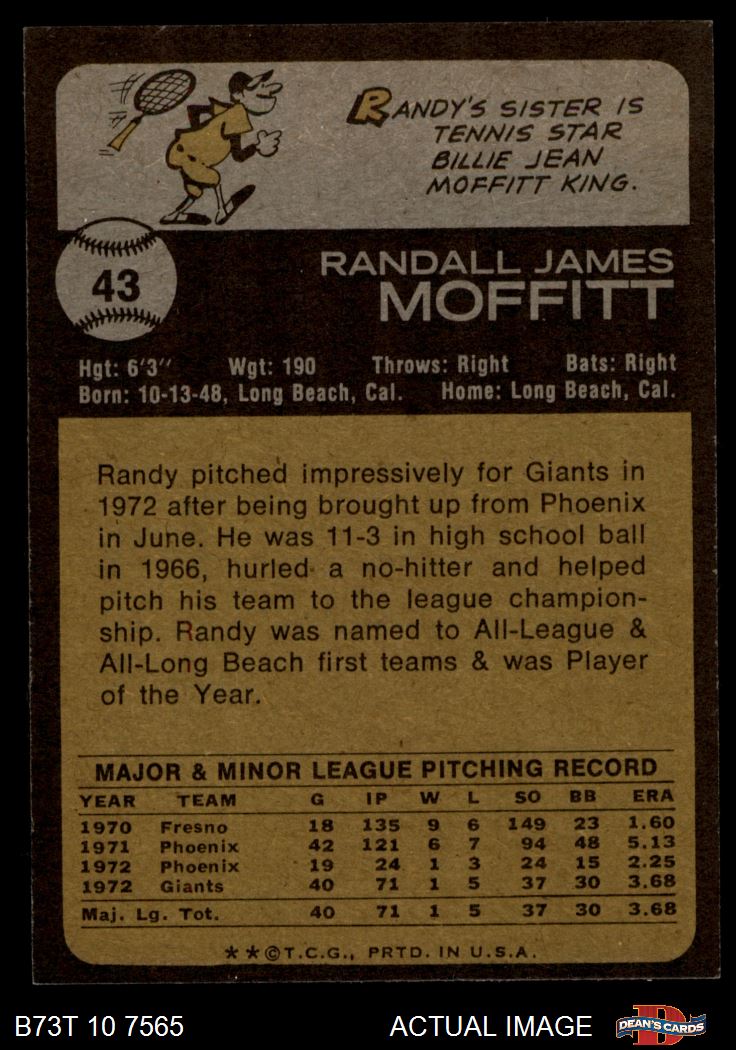 RANDY'S SISTER IS
TENNIS STAR
BILLIE JEAN
MOFFITT KING.
43
RANDALL JAMES
MOFFITT
Hgt: 6'3" Wgt: 190 Throws: Right Bats: Right
Born: 10-13-48, Long Beach, Cal. Home: Long Beach, Cal.
Randy pitched impressively for Giants in
1972 after being brought up from Phoenix
in June. He was 11-3 in high school ball
in 1966, hurled a no-hitter and helped
pitch his team to the league champion-
ship. Randy was named to All-League &
All-Long Beach first teams & was Player
of the Year.
MAJOR & MINOR LEAGUE PITCHING RECORD
YEAR TEAM G IP W L SO BB ERA
1970 Fresno 18 135 9 6 149 23 1.60
1971 Phoenix 42 121 6 7 94 48 5.13
1972 Phoenix 19 24 1 3 24 15 2.25
1972 Giants 40 71 1 5 37 30 3.68
Maj. Lg. Tot. 40 71 1 5 37 30 3.68
**©T.C.G., PRTD. IN U.S.A.
B73T 10 7565 ACTUAL IMAGE DEAN'S CARDS